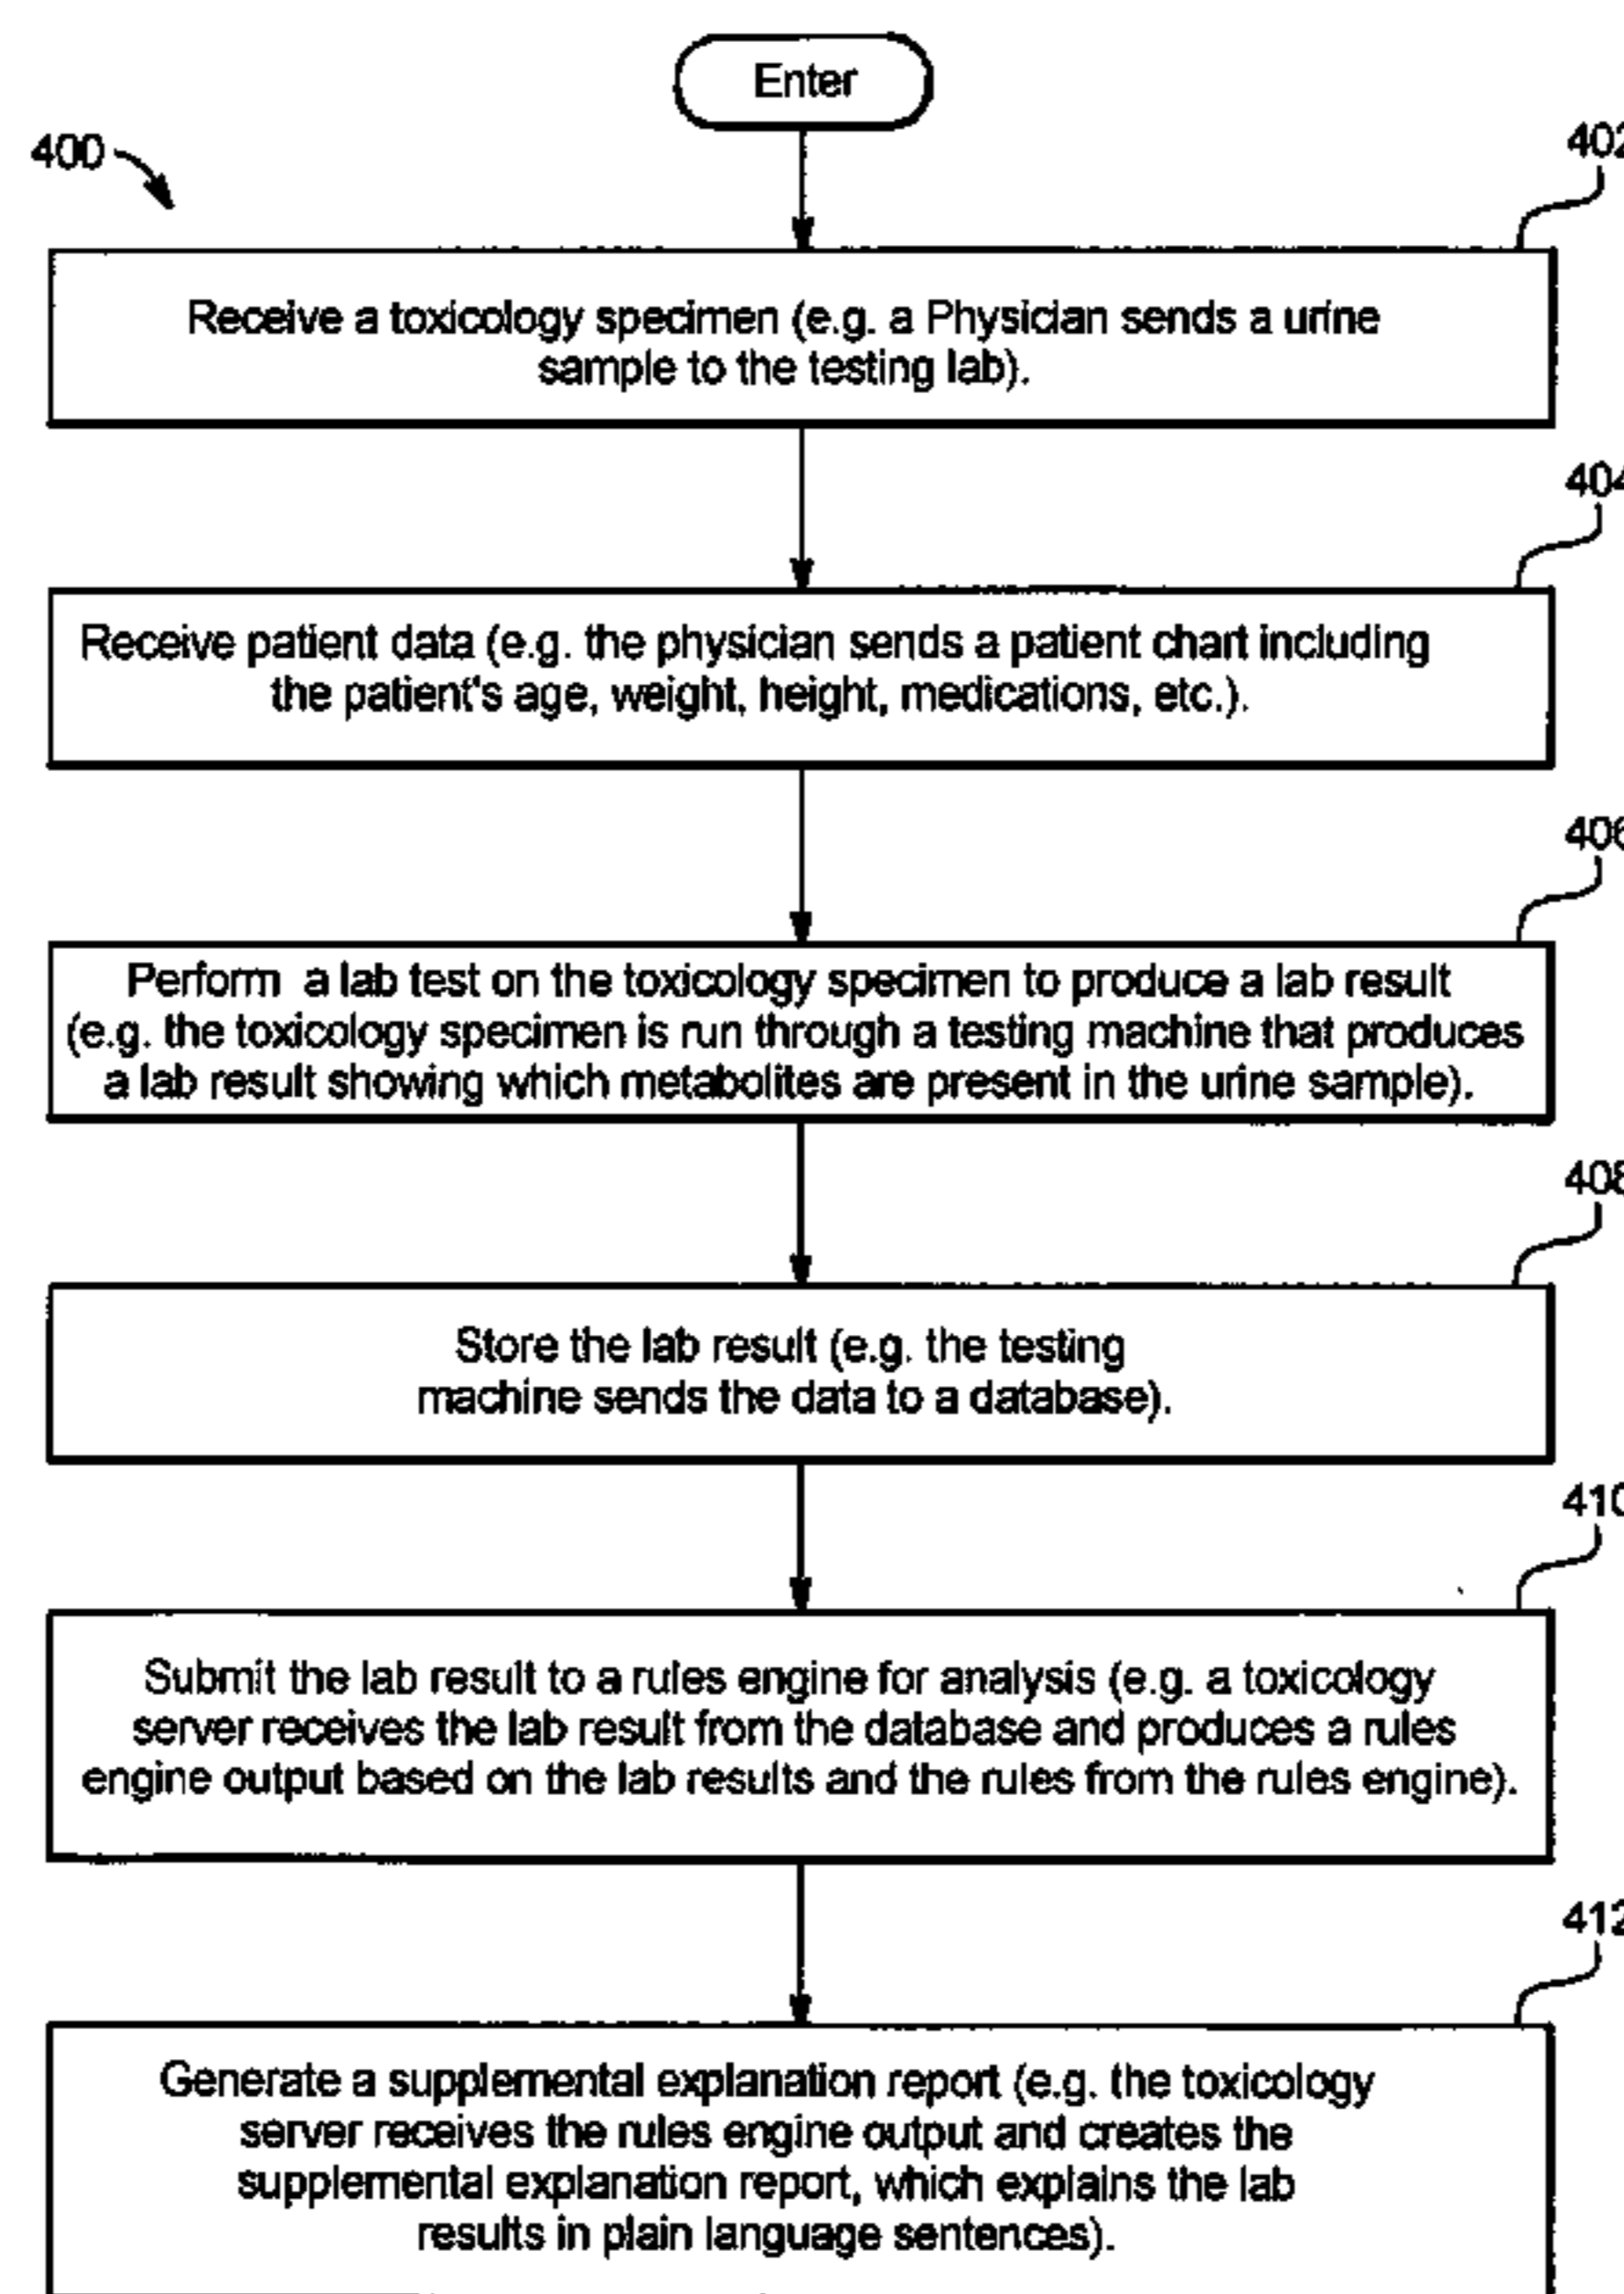 Enter
400
402
Receive a toxicology specimen (e.g. a Physician sends a urine
sample to the testing lab).
404
Receive patient data (e.g. the physician sends a patient chart including
the patient's age, weight, height, medications, etc.).
406
Perform a lab test on the toxicology specimen to produce a lab result
(e.g. the toxicology specimen is run through a testing machine that produces
a lab result showing which metabolites are present in the urine sample).
408
Store the lab result (e.g. the testing
machine sends the data to a database).
410
Submit the lab result to a rules engine for analysis (e.g. a toxicology
server receives the lab result from the database and produces a rules
engine output based on the lab results and the rules from the rules engine).
412
Generate a supplemental explanation report (e.g. the toxicology
server receives the rules engine output and creates the
supplemental explanation report, which explains the lab
results in plain language sentences).